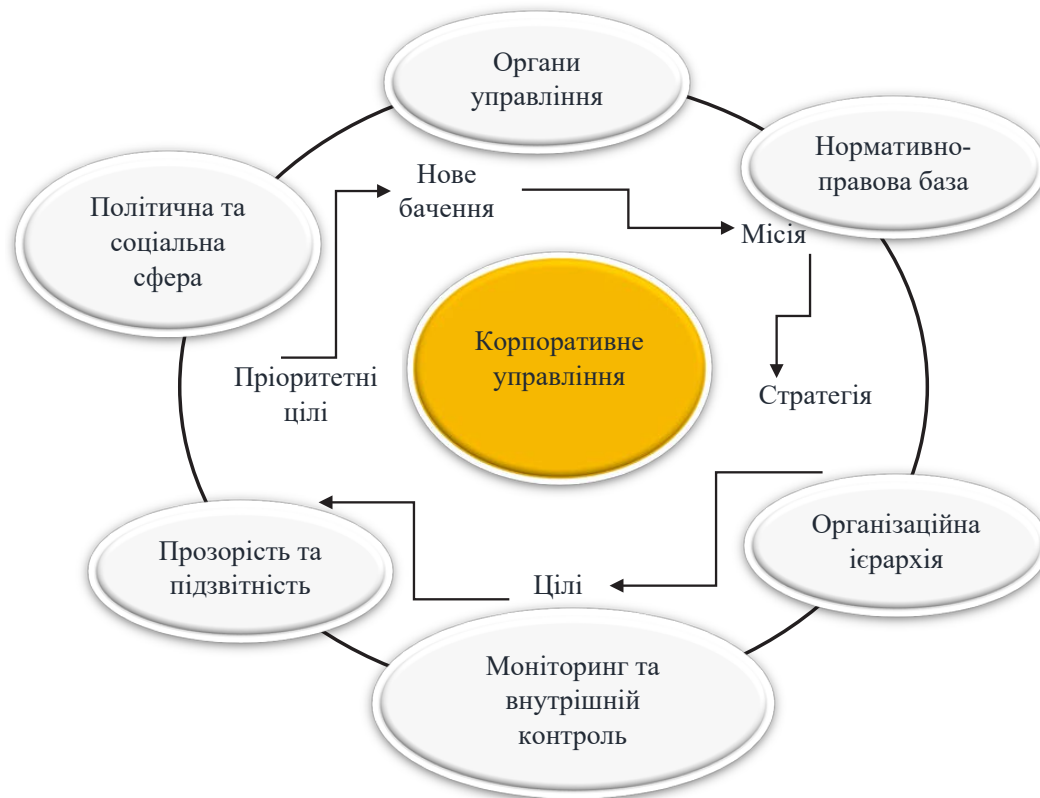 Органи
управління
Нормативно-
правова база
Політична та
соціальна
сфера
Нове
бачення
Місія
Корпоративне
управління
Пріоритетні
цілі
Стратегія
Організаційна
ієрархія
Прозорість та
підзвітність
Цілі
Моніторинг та
внутрішній
контроль